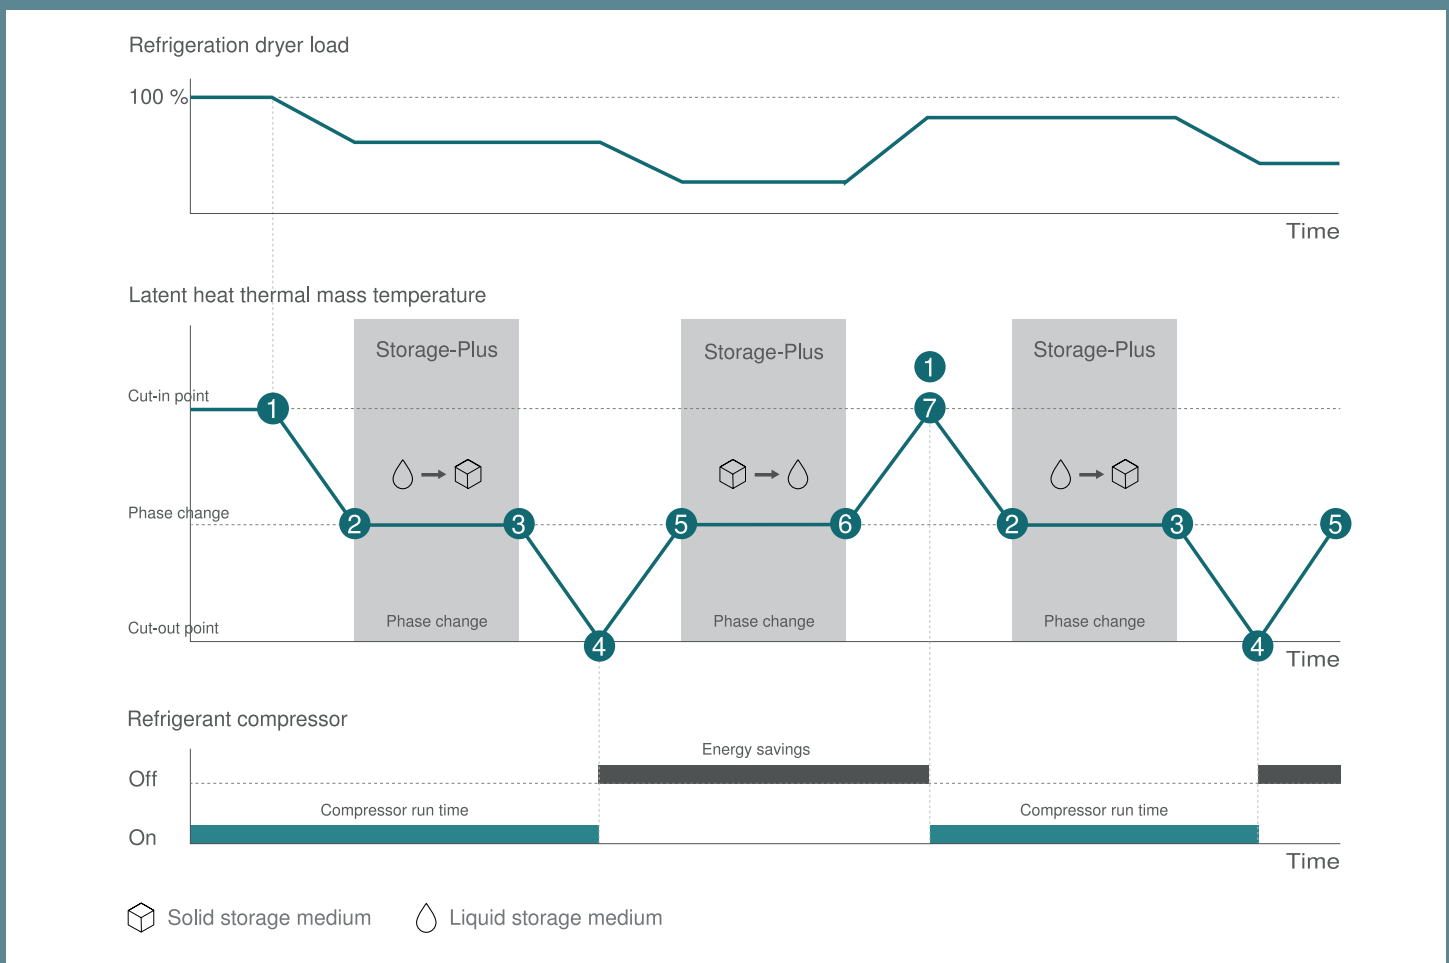 Refrigeration dryer load
100 %
Time
Latent heat thermal mass temperature
Storage-Plus
Storage-Plus
Storage-Plus
1
Cut-in point
1
7
Phase change
2
3
5
6
2
3
5
Phase change
Phase change
Phase change
Cut-out point
4
4
Time
Refrigerant compressor
Energy savings
Off
Compressor run time
Compressor run time
On
Time
Solid storage medium
Liquid storage medium